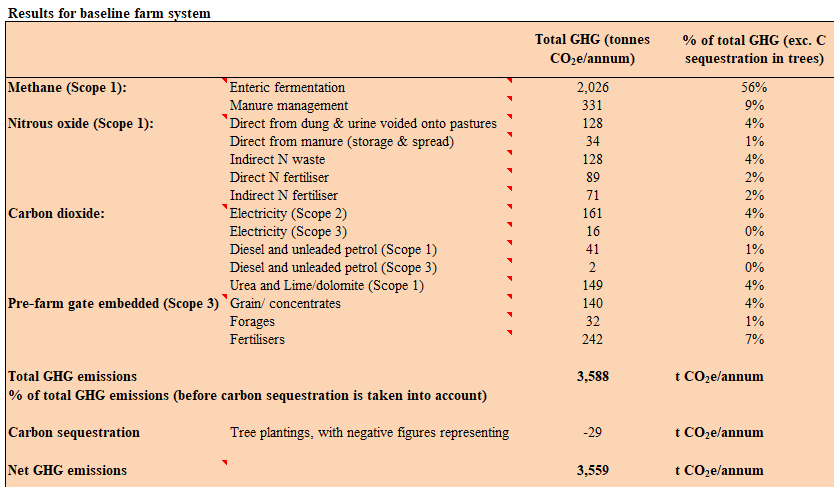 Results for baseline farm system
Total GHG (tonnes CO2e/annum) % of total GHG (exc. C sequestration in trees)
Methane (Scope 1): Enteric fermentation 2,026 56%
Manure management 331 9%
Nitrous oxide (Scope 1): Direct from dung & urine voided onto pastures 128 4%
Direct from manure (storage & spread) 34 1%
Indirect N waste 128 4%
Direct N fertiliser 89 2%
Indirect N fertiliser 71 2%
Carbon dioxide: Electricity (Scope 2) 161 4%
Electricity (Scope 3) 16 0%
Diesel and unleaded petrol (Scope 1) 41 1%
Diesel and unleaded petrol (Scope 3) 2 0%
Urea and Lime/dolomite (Scope 1) 149 4%
Pre-farm gate embedded (Scope 3) Grain/ concentrates 140 4%
Forages 32 1%
Fertilisers 242 7%
Total GHG emissions 3,588 t CO2e/annum
% of total GHG emissions (before carbon sequestration is taken into account)
Carbon sequestration Tree plantings, with negative figures representing -29 t CO2e/annum
Net GHG emissions 3,559 t CO2e/annum